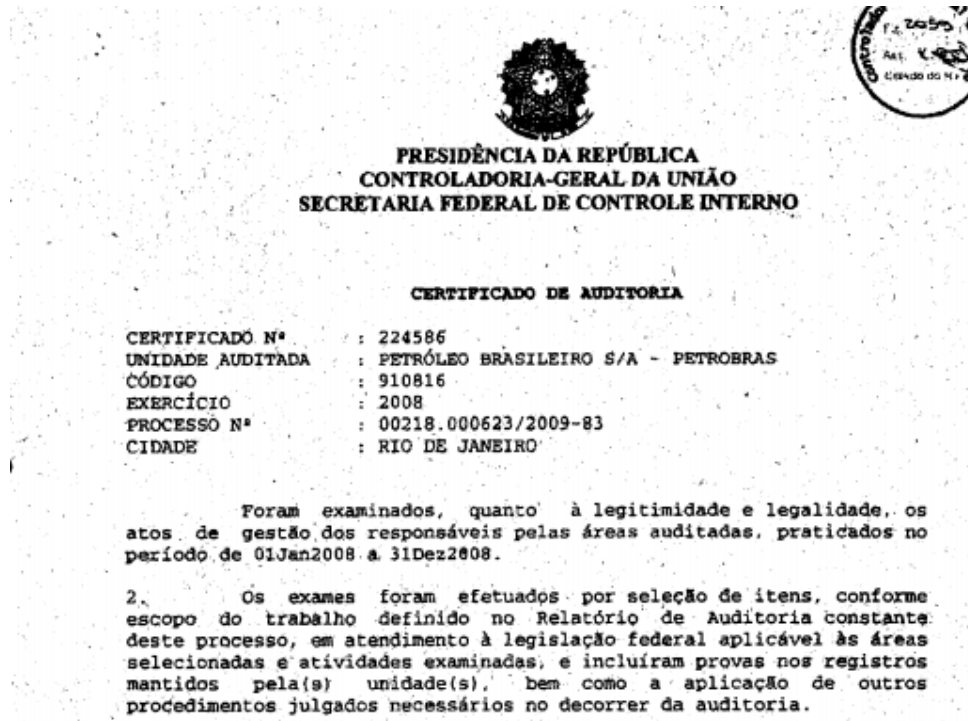 Fl. 2059
PRESIDÊNCIA DA REPÚBLICA
CONTROLADORIA-GERAL DA UNIÃO
SECRETARIA FEDERAL DE CONTROLE INTERNO
CERTIFICADO DE AUDITORIA
CERTIFICADO Nº : 224586
UNIDADE AUDITADA : PETRÓLEO BRASILEIRO S/A - PETROBRAS
CÓDIGO : 910816
EXERCÍCIO : 2008
PROCESSO Nº : 00218.000623/2009-83
CIDADE : RIO DE JANEIRO
Foram examinados, quanto à legitimidade e legalidade, os
atos de gestão dos responsáveis pelas áreas auditadas, praticados no
período de 01Jan2008 a 31Dez2008.
2. Os exames foram efetuados por seleção de itens, conforme
escopo do trabalho definido no Relatório de Auditoria constante
deste processo, em atendimento à legislação federal aplicável às áreas
selecionadas e atividades examinadas, e incluíram provas nos registros
mantidos pela(s) unidade(s), bem como a aplicação de outros
procedimentos julgados necessários no decorrer da auditoria.